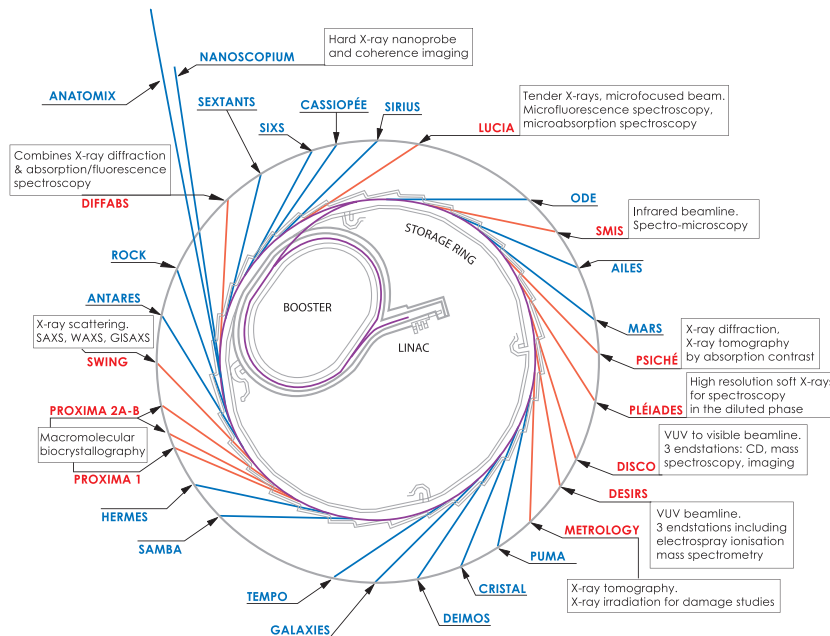 Hard X-ray nanoprobe
and coherence imaging
NANOSCOPIUM
ANATOMIX
SEXTANTS
CASSIOPÉE
SIRIUS
SIXS
LUCIA
Tender X-rays, microfocused beam.
Microfluorescence spectroscopy,
microabsorption spectroscopy
Combines X-ray diffraction
& absorption/fluorescence
spectroscopy
DIFFABS
ODE
SMIS
Infrared beamline.
Spectro-microscopy
STORAGE RING
ROCK
AILES
ANTARES
BOOSTER
MARS
X-ray scattering.
SAXS, WAXS, GISAXS
SWING
LINAC
PSICHÉ
X-ray diffraction,
X-ray tomography
by absorption contrast
PROXIMA 2A-B
PLÉIADES
High resolution soft X-rays
for spectroscopy
in the diluted phase
Macromolecular
biocrystallography
PROXIMA 1
DISCO
VUV to visible beamline.
3 endstations: CD, mass
spectroscopy, imaging
DESIRS
HERMES
METROLOGY
VUV beamline.
3 endstations including
electrospray ionisation
mass spectrometry
SAMBA
PUMA
TEMPO
CRISTAL
X-ray tomography.
X-ray irradiation for damage studies
DEIMOS
GALAXIES